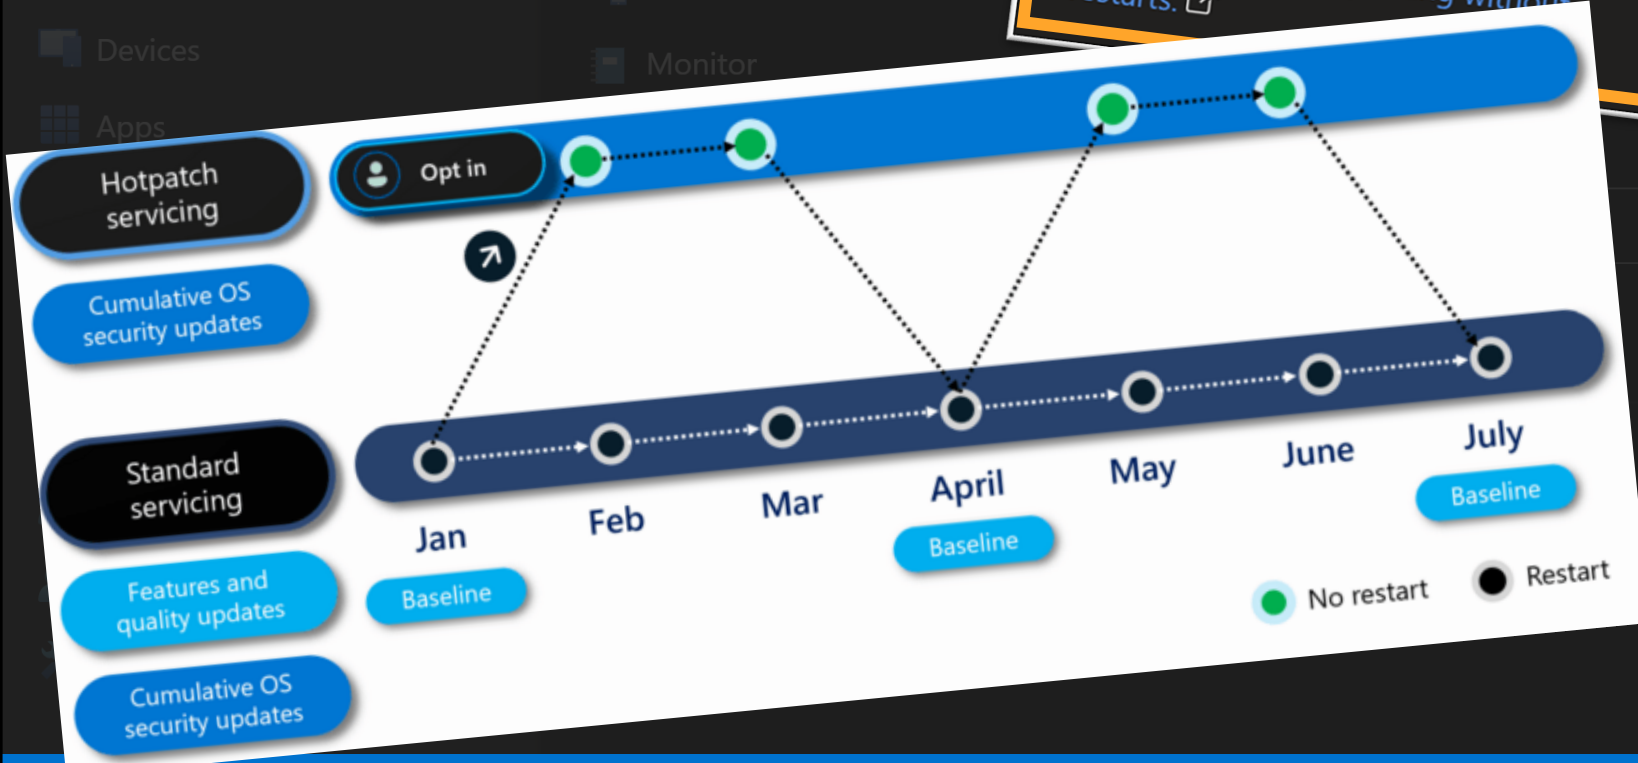 Devices
Monitor
Apps
Hotpatch
servicing
Opt in
Cumulative OS
security updates
Standard
servicing
Jan
Feb
Mar
April
May
June
July
Baseline
Baseline
Baseline
Features and
quality updates
No restart
Restart
Cumulative OS
security updates